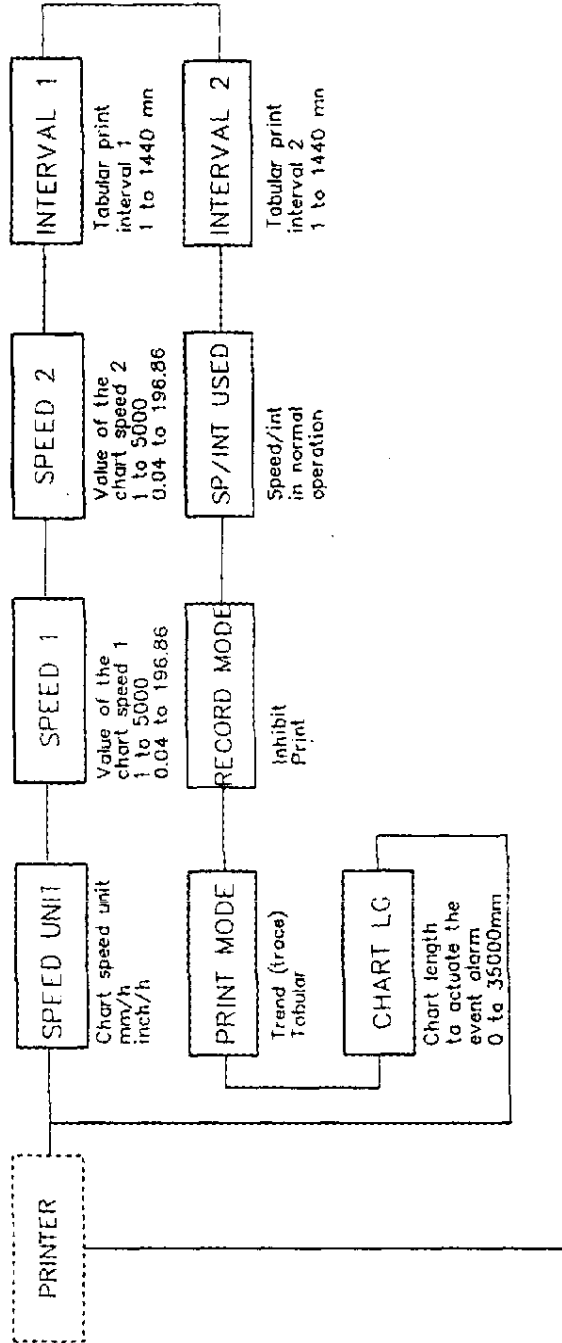 PRINTER
SPEED UNIT
Chart speed unit
mm/h
inch/h
SPEED 1
Value of the
chart speed 1
1 to 5000
0.04 to 196.86
SPEED 2
Value of the
chart speed 2
1 to 5000
0.04 to 196.86
INTERVAL 1
Tabular print
interval 1
1 to 1440 mn
INTERVAL 2
Tabular print
interval 2
1 to 1440 mn
SP/INT USED
Speed/int
in normal
operation
RECORD MODE
Inhibit
Print
PRINT MODE
Trend (trace)
Tabular
CHART LG
Chart length
to actuate the
event alarm
0 to 35000mm